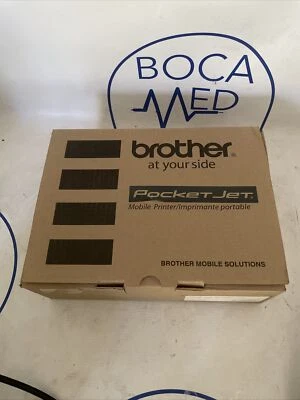 BOCA
MED
brother®
at your side
PocketJet®
Mobile Printer/Imprimante portable
BROTHER MOBILE SOLUTIONS